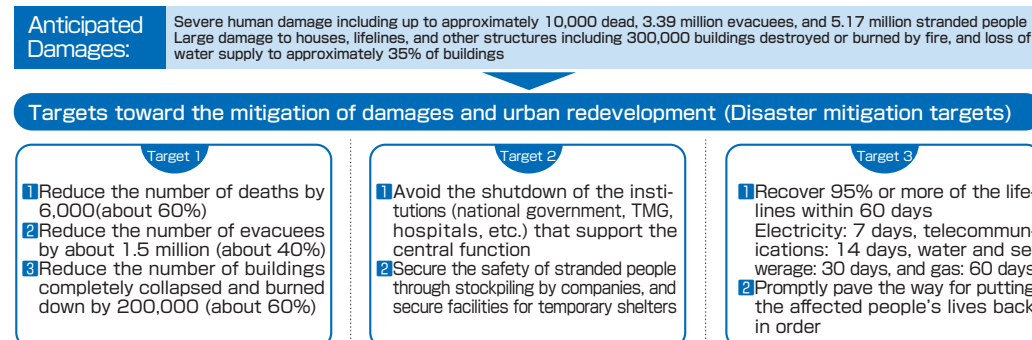 Anticipated
Damages:
Severe human damage including up to approximately 10,000 dead, 3.39 million evacuees, and 5.17 million stranded people
Large damage to houses, lifelines, and other structures including 300,000 buildings destroyed or burned by fire, and loss of
water supply to approximately 35% of buildings
Targets toward the mitigation of damages and urban redevelopment (Disaster mitigation targets)
Target 1
1 Reduce the number of deaths by
6,000(about 60%)
2 Reduce the number of evacuees
by about 1.5 million (about 40%)
3 Reduce the number of buildings
completely collapsed and burned
down by 200,000 (about 60%)
Target 2
1 Avoid the shutdown of the insti-
tutions (national government, TMG,
hospitals, etc.) that support the
central function
2 Secure the safety of stranded people
through stockpiling by companies, and
secure facilities for temporary shelters
Target 3
1 Recover 95% or more of the life-
lines within 60 days
Electricity: 7 days, telecommun-
ications: 14 days, water and se-
werage: 30 days, and gas: 60 days
2 Promptly pave the way for putting
the affected people's lives back
in order